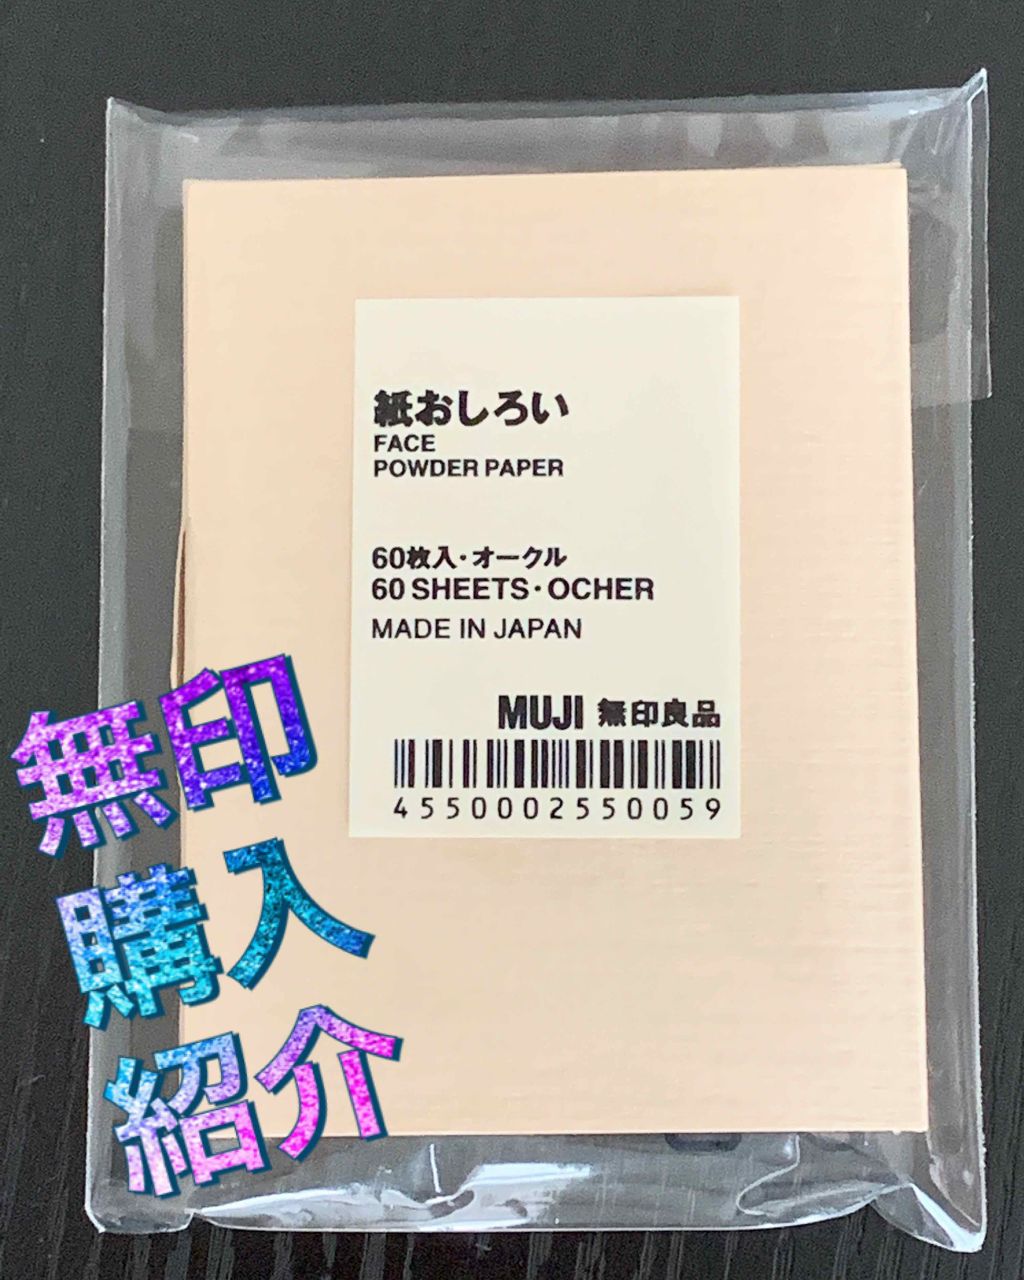 紙おしろい
FACE
POWDER PAPER
60枚入・オークル
60 SHEETS・OCHER
MADE IN JAPAN
MUJI 無印良品
4550002550059
無印
購入
紹介